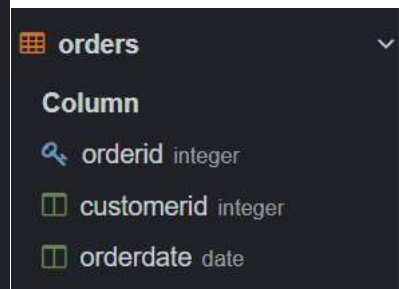 orders
Column
orderid integer
customerid integer
orderdate date